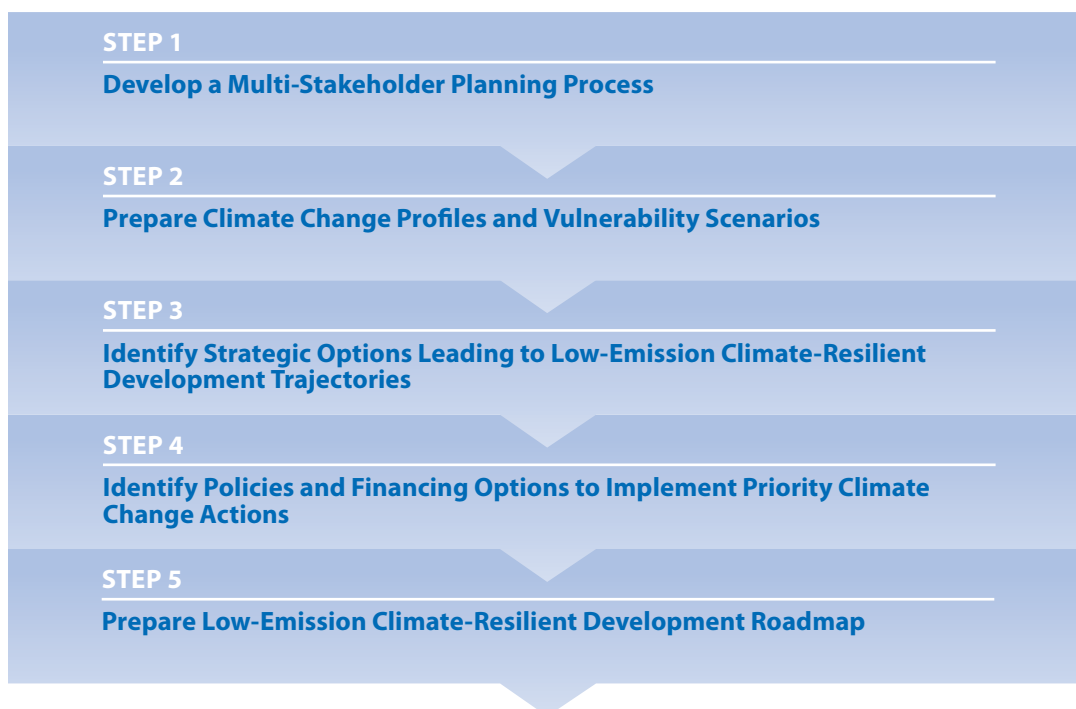 STEP 1
Develop a Multi-Stakeholder Planning Process
STEP 2
Prepare Climate Change Profiles and Vulnerability Scenarios
STEP 3
Identify Strategic Options Leading to Low-Emission Climate-Resilient
Development Trajectories
STEP 4
Identify Policies and Financing Options to Implement Priority Climate
Change Actions
STEP 5
Prepare Low-Emission Climate-Resilient Development Roadmap